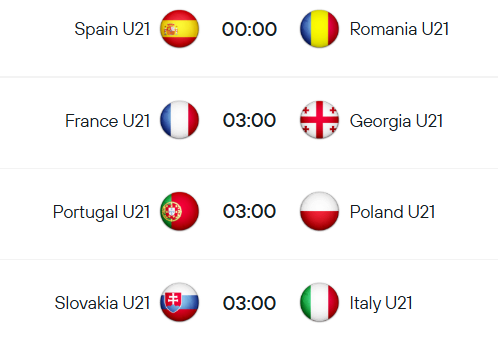 Spain U21 00:00 Romania U21
France U21 03:00 Georgia U21
Portugal U21 03:00 Poland U21
Slovakia U21 03:00 Italy U21